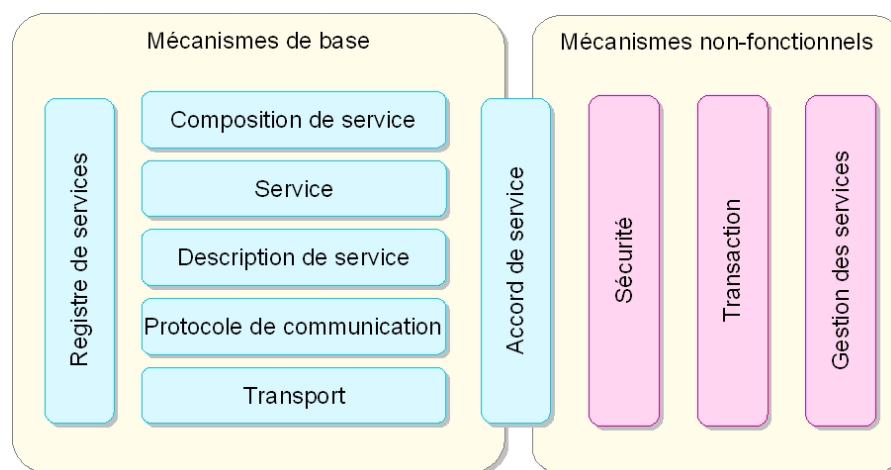 Mécanismes de base
Registre de services
Composition de service
Service
Description de service
Protocole de communication
Transport
Accord de service
Mécanismes non-fonctionnels
Sécurité
Transaction
Gestion des services